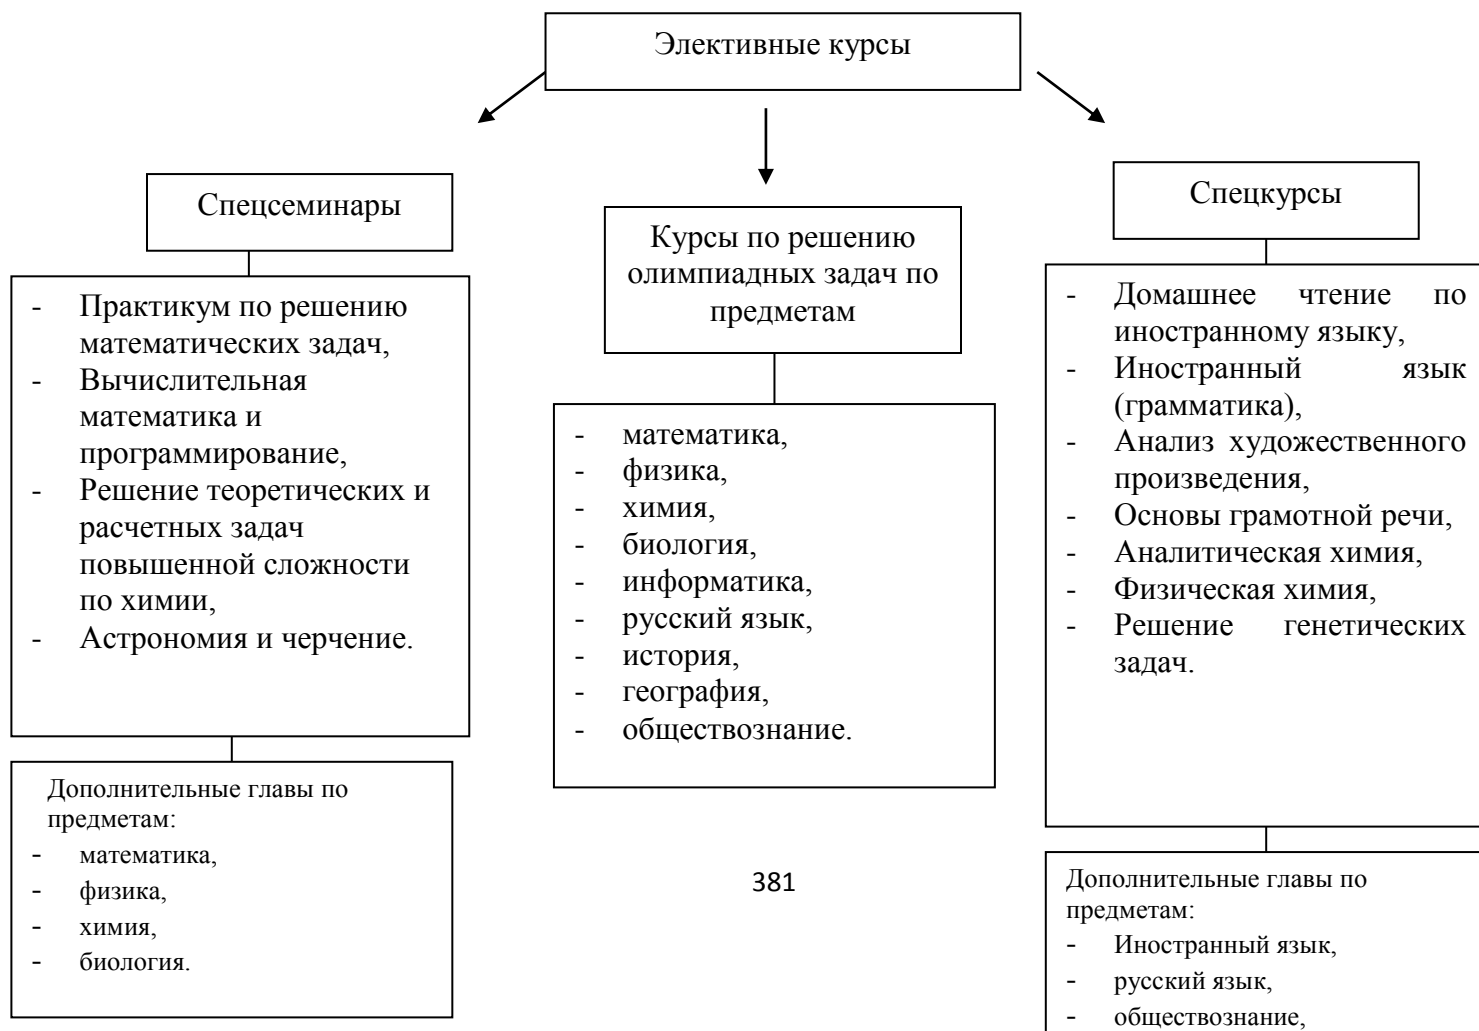 Элективные курсы
Спецсеминары
- Практикум по решению
математических задач,
- Вычислительная
математика и
программирование,
- Решение теоретических и
расчетных задач
повышенной сложности
по химии,
- Астрономия и черчение.
Дополнительные главы по
предметам:
- математика,
- физика,
- химия,
- биология.
Курсы по решению
олимпиадных задач по
предметам
- математика,
- физика,
- химия,
- биология,
- информатика,
- русский язык,
- история,
- география,
- обществознание.
Спецкурсы
- Домашнее чтение по
иностранному языку,
- Иностранный язык
(грамматика),
- Анализ художественного
произведения,
- Основы грамотной речи,
- Аналитическая химия,
- Физическая химия,
- Решение генетических
задач.
Дополнительные главы по
предметам:
- Иностранный язык,
- русский язык,
- обществознание,
381